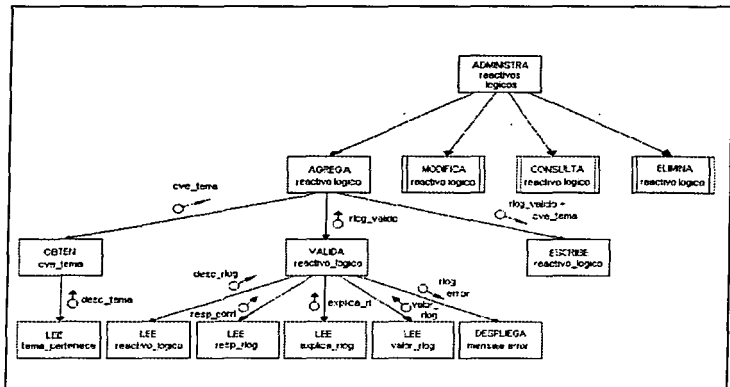 ADMINISTRA
reactivos
logicos
AGREGA
reactivo logico
MODIFICA
reactivo logico
CONSULTA
reactivo logico
ELIMINA
reactivo logico
cve_tema
rlog_valido
rlog_valido +
cve_tema
OBTEN
cve_tema
VALIDA
reactivo_logico
ESCRIBE
reactivo_logico
desc_tema
desc_rlog
resp_corri
explica_rl
valor_
rlog
rlog
error
LEE
tema_pertenece
LEE
reactivo_logico
LEE
resp_rlog
LEE
explica_rlog
LEE
valor_rlog
DESPLIEGA
mensaje error